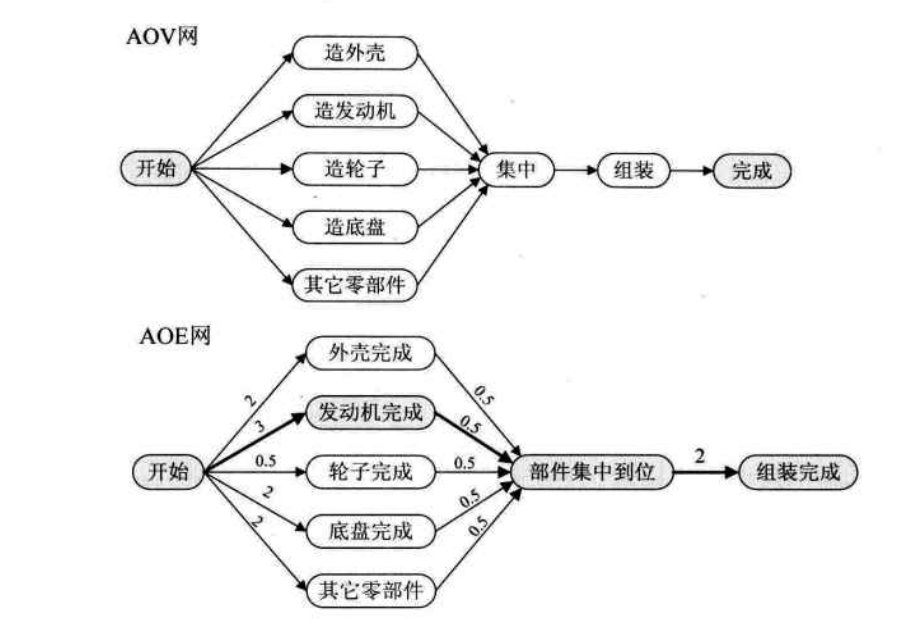 AOV网
造外壳
造发动机
开始
造轮子
集中
组装
完成
造底盘
其它零部件
AOE网
外壳完成
2
0.5
发动机完成
3
0.5
开始
0.5
轮子完成
0.5
部件集中到位
2
组装完成
2
底盘完成
0.5
2
其它零部件
0.5